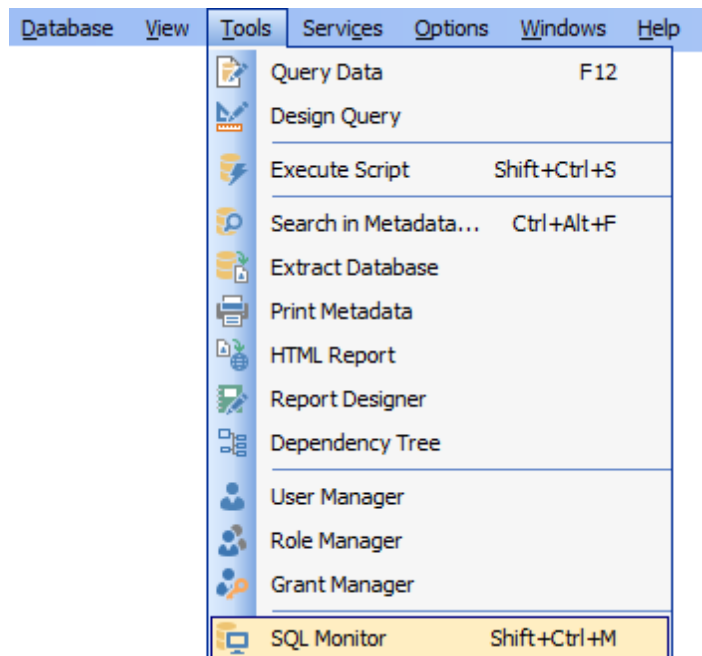 Database View Tools Services Options Windows Help
Query Data F12
Design Query
Execute Script Shift+Ctrl+S
Search in Metadata... Ctrl+Alt+F
Extract Database
Print Metadata
HTML Report
Report Designer
Dependency Tree
User Manager
Role Manager
Grant Manager
SQL Monitor Shift+Ctrl+M